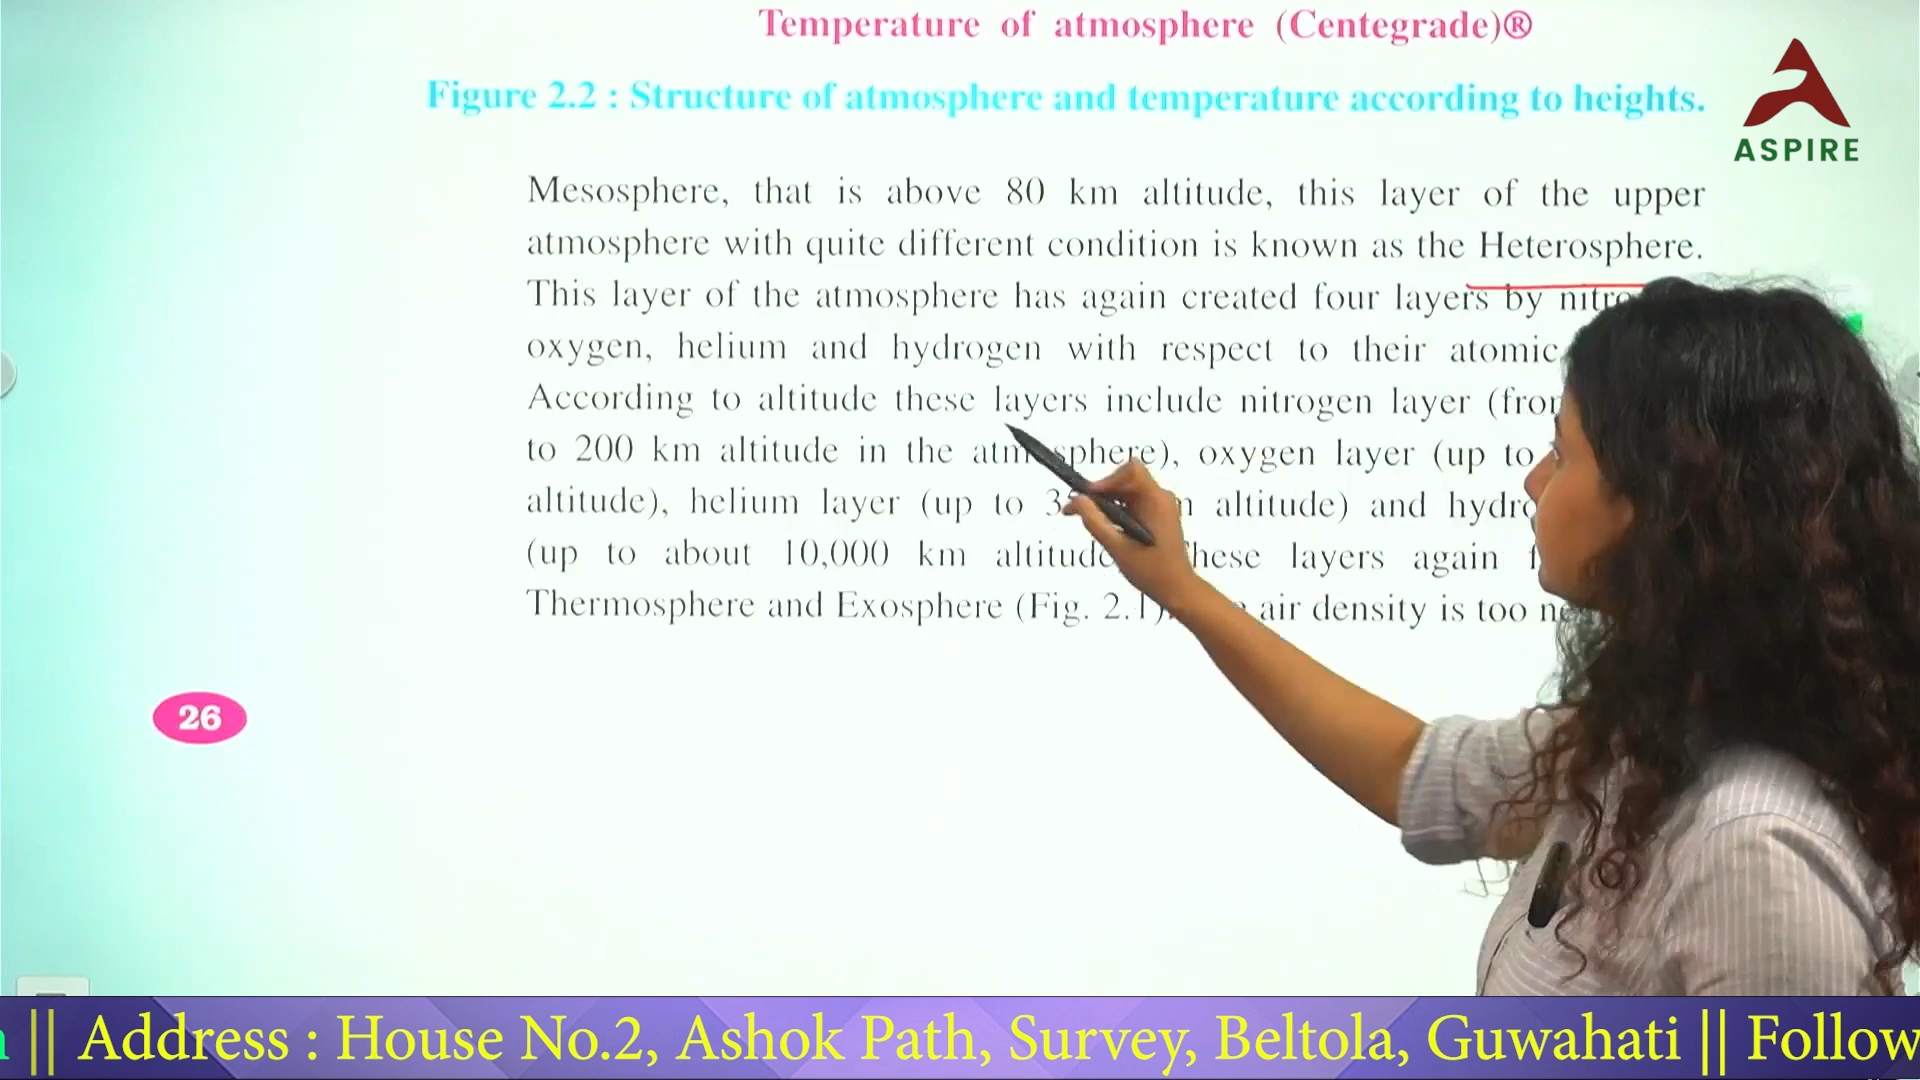 Temperature of atmosphere (Centegrade)®
Figure 2.2 : Structure of atmosphere and temperature according to heights.
ASPIRE
Mesosphere, that is above 80 km altitude, this layer of the upper
atmosphere with quite different condition is known as the Heterosphere.
This layer of the atmosphere has again created four layers by
oxygen, helium and hydrogen with respect to their atomic
According to altitude these layers include nitrogen layer
to 200 km altitude in the atmosphere), oxygen layer (up to
altitude), helium layer (up to altitude) and
(up to about 10,000 km altitude layers again
Thermosphere and Exosphere (Fig. 2.1) air density is too
26
|| Address : House No.2, Ashok Path, Survey, Beltola, Guwahati || Follow